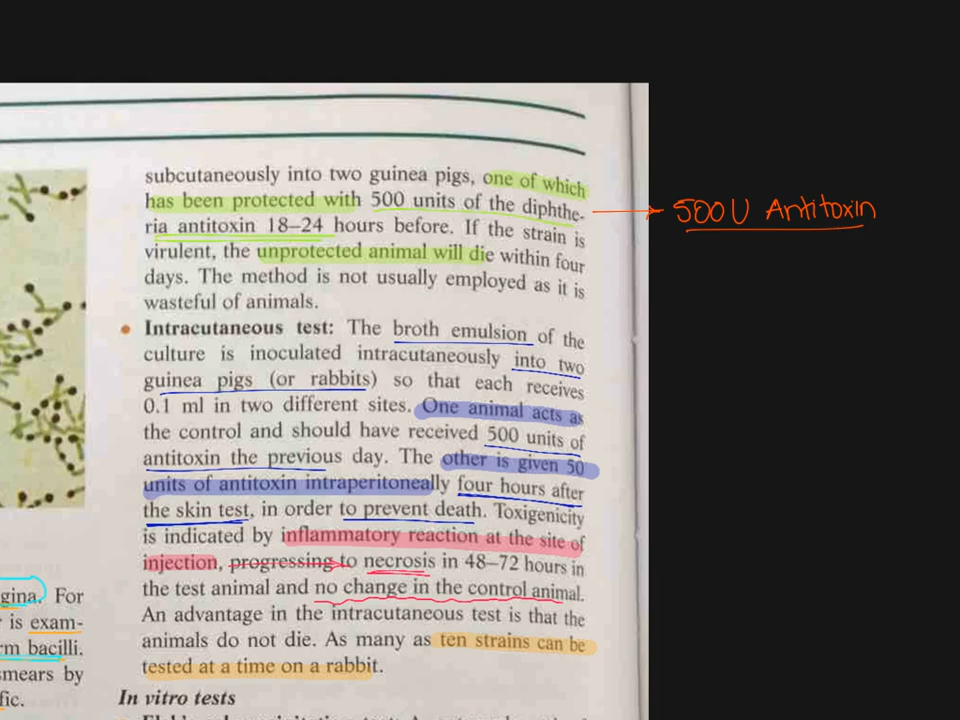 subcutaneously into two guinea pigs, one of which
has been protected with 500 units of the diphthe-
ria antitoxin 18–24 hours before. If the strain is
virulent, the unprotected animal will die within four
days. The method is not usually employed as it is
wasteful of animals.
500U Antitoxin
• Intracutaneous test: The broth emulsion of the
culture is inoculated intracutaneously into two
guinea pigs (or rabbits) so that each receives
0.1 ml in two different sites. One animal acts as
the control and should have received 500 units of
antitoxin the previous day. The other is given 50
units of antitoxin intraperitoneally four hours after
the skin test, in order to prevent death. Toxigenicity
is indicated by inflammatory reaction at the site of
injection, progressing to necrosis in 48–72 hours in
the test animal and no change in the control animal.
An advantage in the intracutaneous test is that the
animals do not die. As many as ten strains can be
tested at a time on a rabbit.
In vitro tests
gina. For
r is exam-
rm bacilli.
smears by
fic.